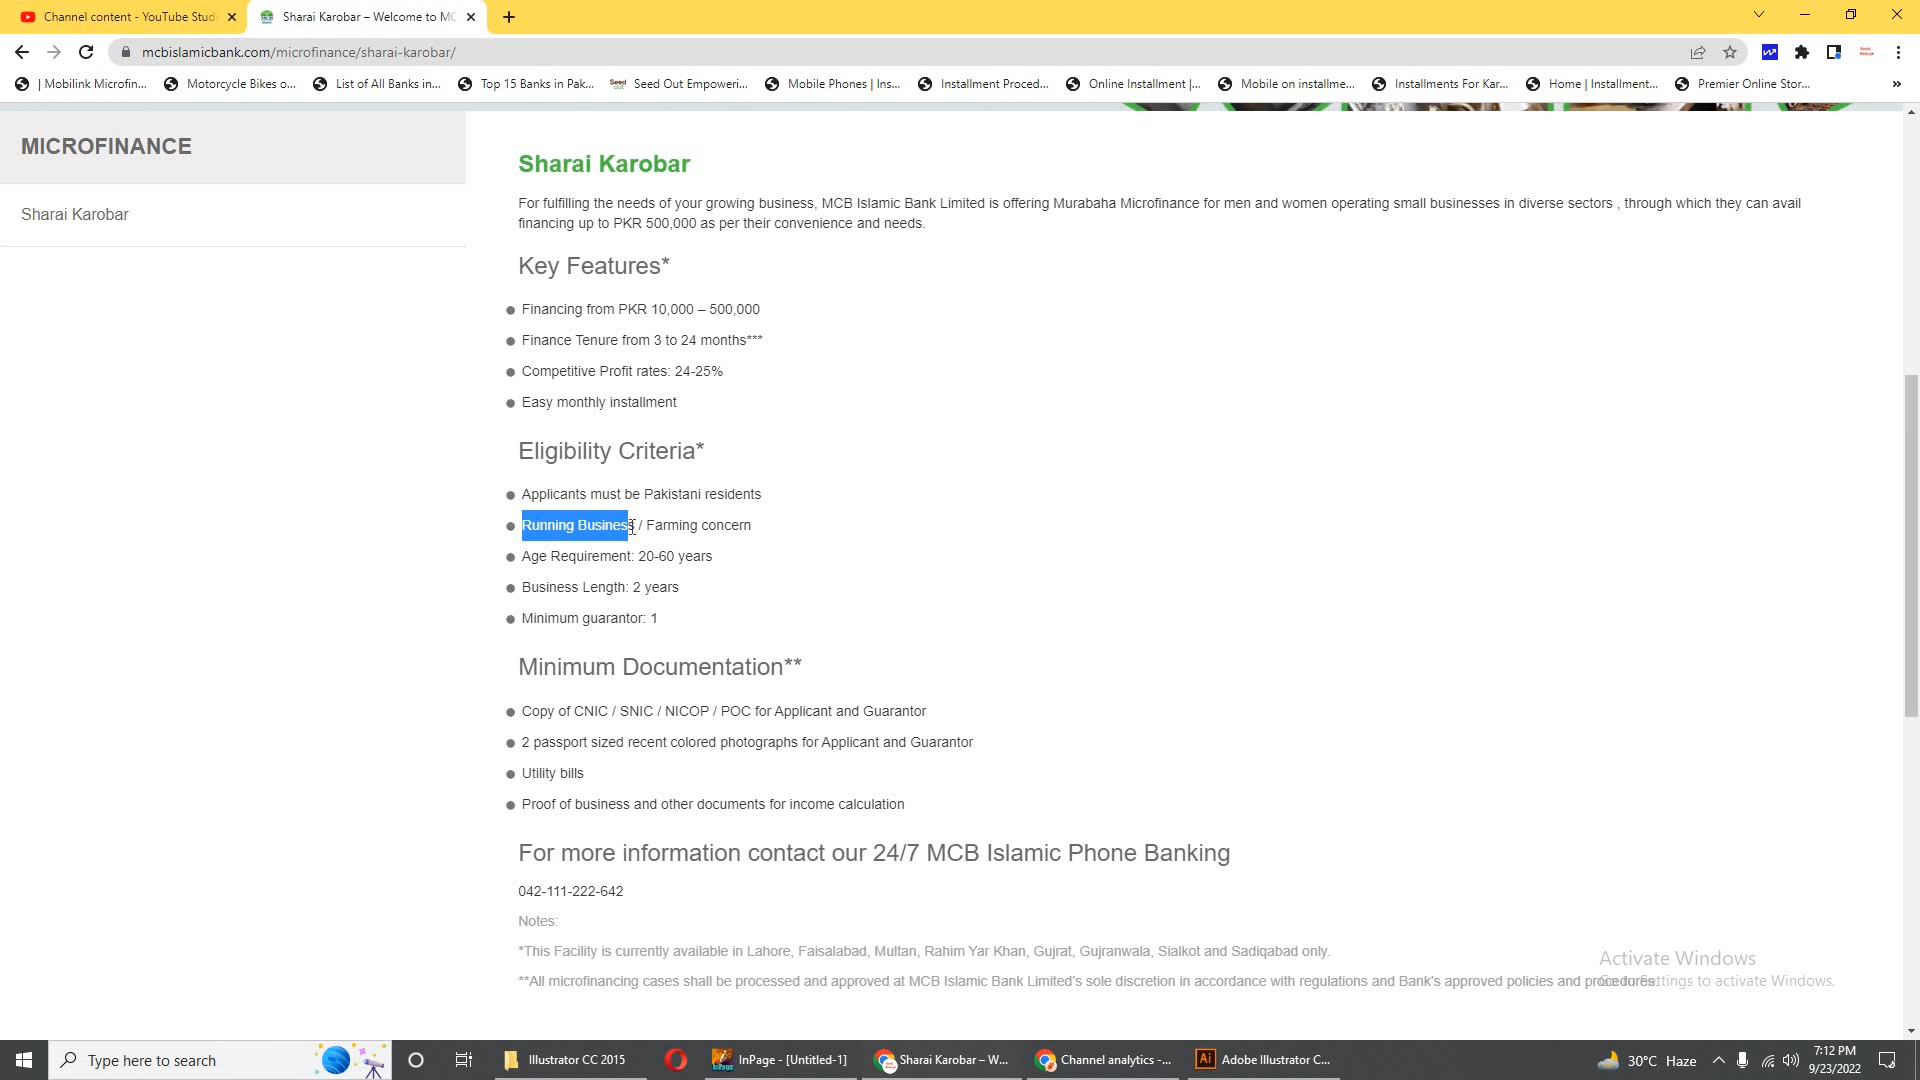 Channel content - YouTube Stud
Sharai Karobar – Welcome to MC
mcbislamicbank.com/microfinance/sharai-karobar/
| Mobilink Microfin...
Motorcycle Bikes o...
List of All Banks in...
Top 15 Banks in Pak...
Seed Out Empoweri...
Mobile Phones | Ins...
Installment Proced...
Online Installment |...
Mobile on installme...
Installments For Kar...
Home | Installment...
Premier Online Stor...
»
MICROFINANCE
Sharai Karobar
Sharai Karobar
For fulfilling the needs of your growing business, MCB Islamic Bank Limited is offering Murabaha Microfinance for men and women operating small businesses in diverse sectors , through which they can avail
financing up to PKR 500,000 as per their convenience and needs.
Key Features*
Financing from PKR 10,000 – 500,000
Finance Tenure from 3 to 24 months***
Competitive Profit rates: 24-25%
Easy monthly installment
Eligibility Criteria*
Applicants must be Pakistani residents
Running Business / Farming concern
Age Requirement: 20-60 years
Business Length: 2 years
Minimum guarantor: 1
Minimum Documentation**
Copy of CNIC / SNIC / NICOP / POC for Applicant and Guarantor
2 passport sized recent colored photographs for Applicant and Guarantor
Utility bills
Proof of business and other documents for income calculation
For more information contact our 24/7 MCB Islamic Phone Banking
042-111-222-642
Notes:
*This Facility is currently available in Lahore, Faisalabad, Multan, Rahim Yar Khan, Gujrat, Gujranwala, Sialkot and Sadiqabad only.
**All microfinancing cases shall be processed and approved at MCB Islamic Bank Limited's sole discretion in accordance with regulations and Bank's approved policies and procedures.
Activate Windows
Go to Settings to activate Windows.
Type here to search
Illustrator CC 2015
InPage - [Untitled-1]
Sharai Karobar – W...
Channel analytics -...
Adobe Illustrator C...
30°C Haze
7:12 PM
9/23/2022